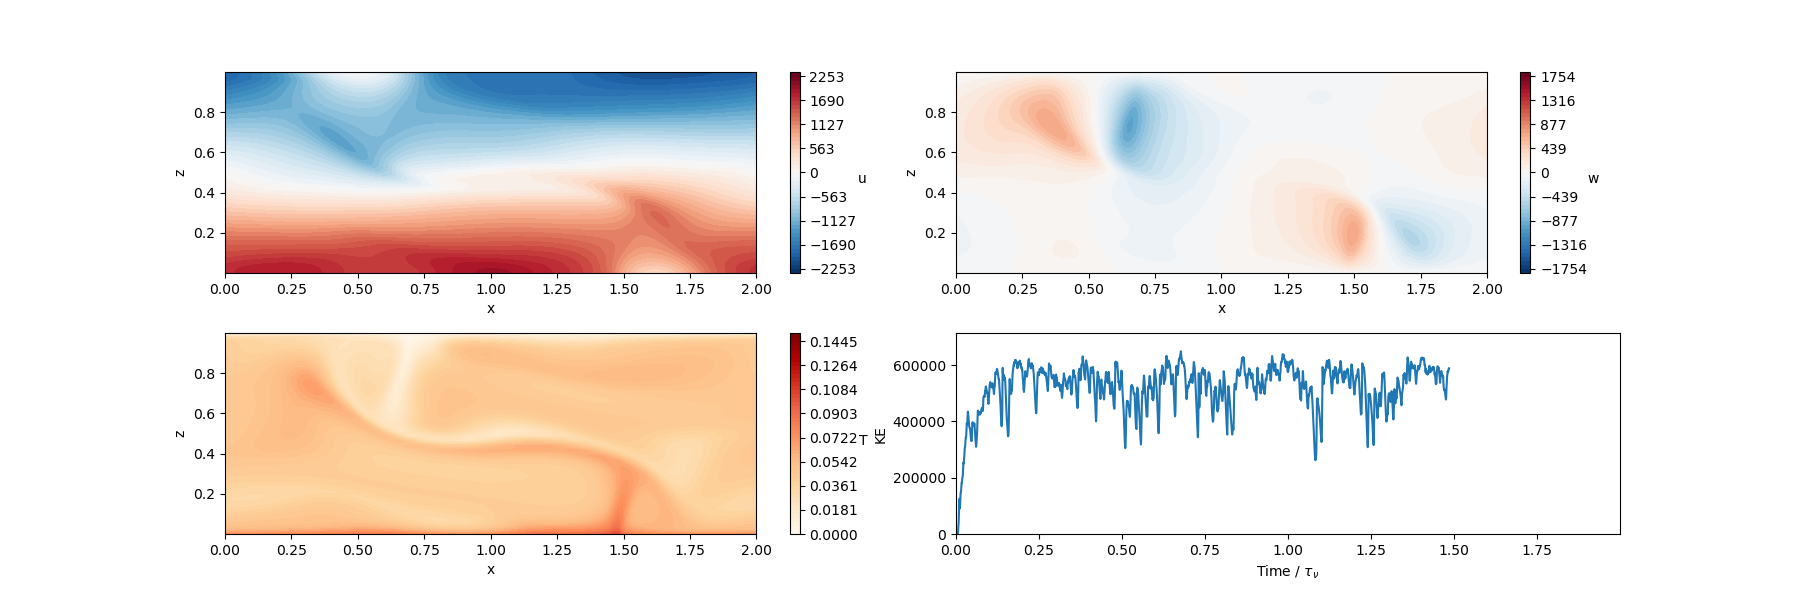 0.8
0.6
0.4
0.2
z
0.00 0.25 0.50 0.75 1.00 1.25 1.50 1.75 2.00
x
2253
1690
1127
563
0
−563
−1127
−1690
−2253
u
0.8
0.6
0.4
0.2
z
0.00 0.25 0.50 0.75 1.00 1.25 1.50 1.75 2.00
x
1754
1316
877
439
0
−439
−877
−1316
−1754
w
0.8
0.6
0.4
0.2
z
0.00 0.25 0.50 0.75 1.00 1.25 1.50 1.75 2.00
x
0.1445
0.1264
0.1084
0.0903
0.0722
0.0542
0.0361
0.0181
0.0000
T
600000
400000
200000
0
KE
0.00 0.25 0.50 0.75 1.00 1.25 1.50 1.75
Time / τν